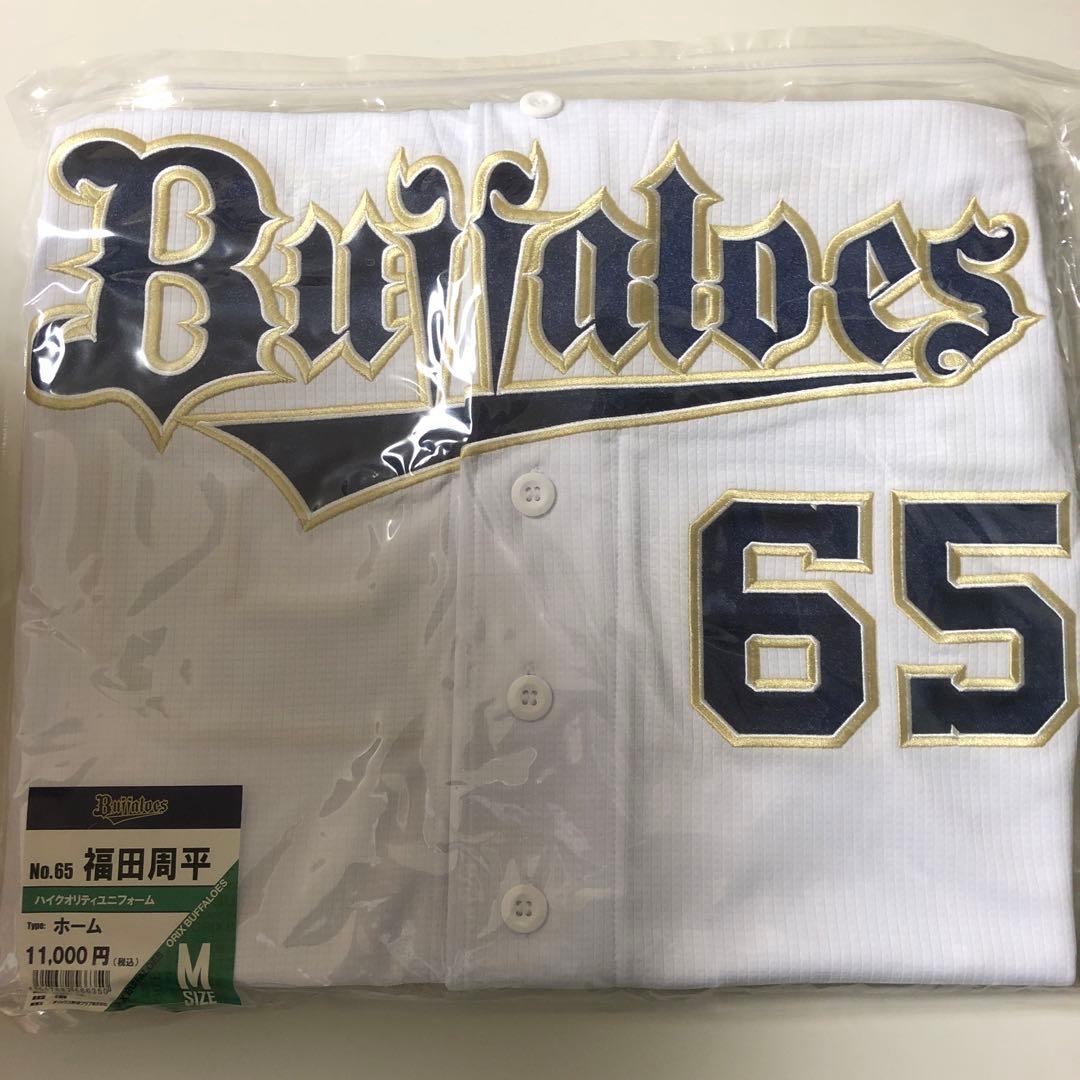 Buffaloes
65
Buffaloes
No.65 福田周平
ハイクオリティユニフォーム
Type: ホーム
11,000円(税込)
ORIX BUFFALOES
M
SIZE